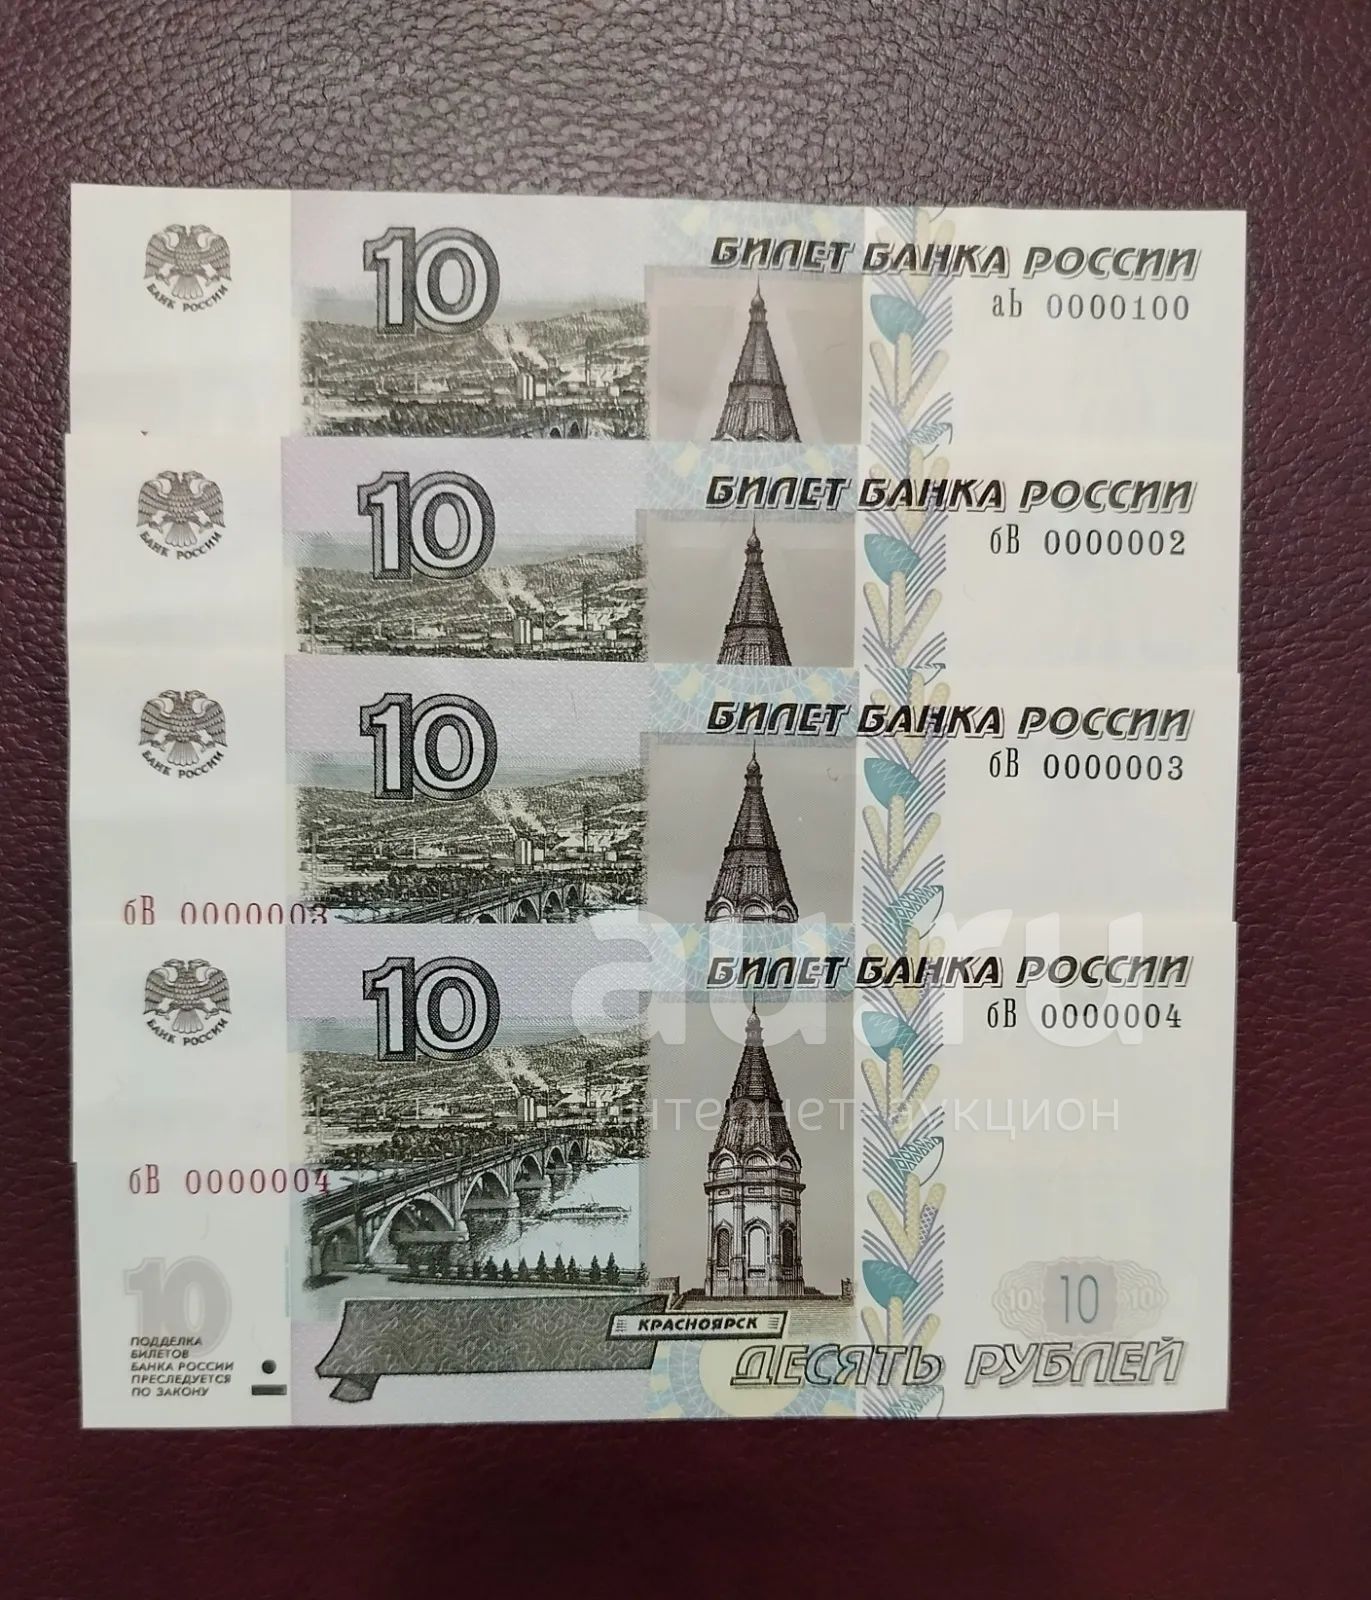 10
БИЛЕТ БАНКА РОССИИ
БАНК РОССИИ
аЬ 0000100
10
БИЛЕТ БАНКА РОССИИ
БАНК РОССИИ
бВ 0000002
10
БИЛЕТ БАНКА РОССИИ
БАНК РОССИИ
бВ 0000003
бВ 0000003
10
БИЛЕТ БАНКА РОССИИ
БАНК РОССИИ
бВ 0000004
au.ru
интернет-аукцион
бВ 0000004
10
10 10 10
ПОДДЕЛКА
БИЛЕТОВ
БАНКА РОССИИ
ПРЕСЛЕДУЕТСЯ
ПО ЗАКОНУ
КРАСНОЯРСК
ДЕСЯТЬ РУБЛЕЙ